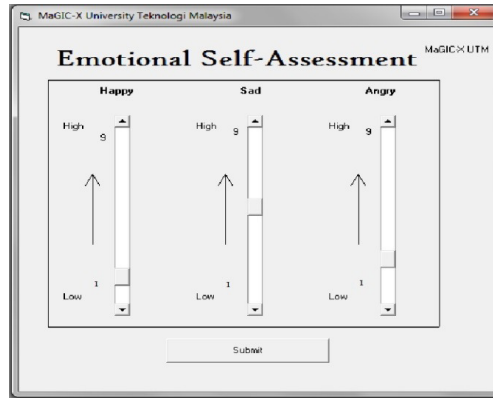 MaGIC-X University Teknologi Malaysia
Emotional Self-Assessment
MaGIC-X UTM
Happy Sad Angry
High High High
9 9 9
1 1 1
Low Low Low
Submit